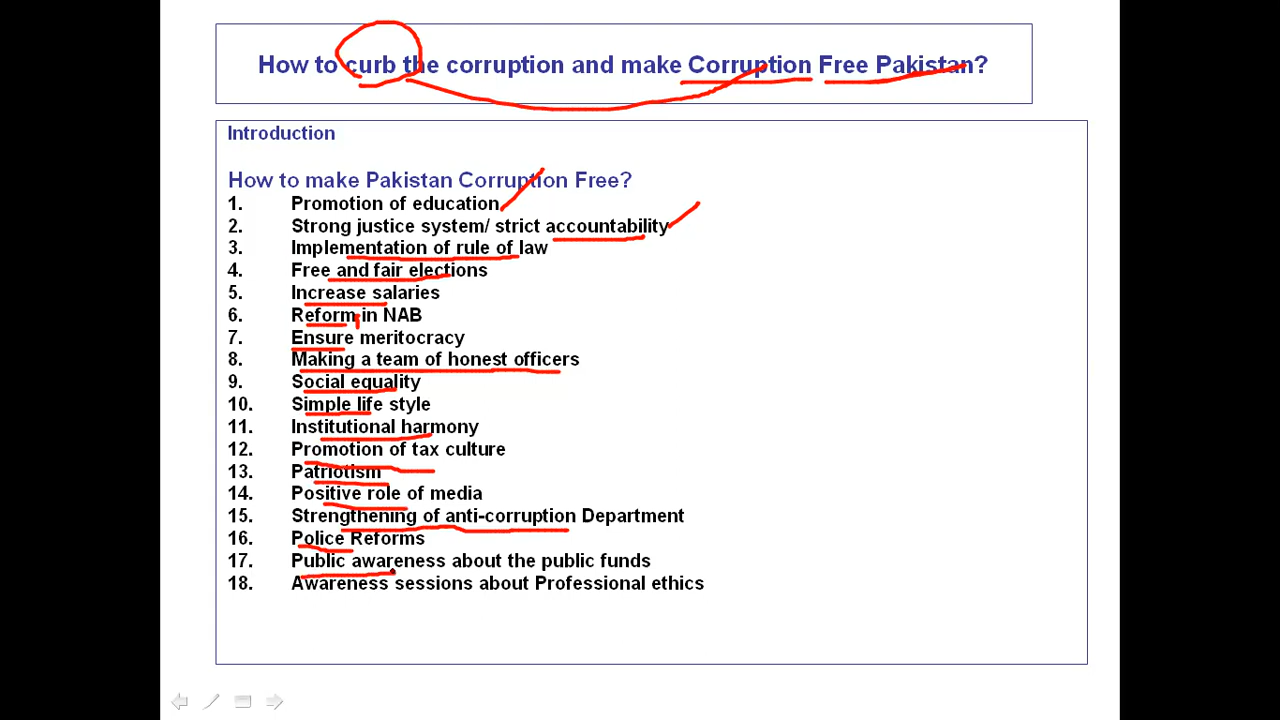 How to curb the corruption and make Corruption Free Pakistan?
Introduction
How to make Pakistan Corruption Free?
1. Promotion of education
2. Strong justice system/ strict accountability
3. Implementation of rule of law
4. Free and fair elections
5. Increase salaries
6. Reform in NAB
7. Ensure meritocracy
8. Making a team of honest officers
9. Social equality
10. Simple life style
11. Institutional harmony
12. Promotion of tax culture
13. Patriotism
14. Positive role of media
15. Strengthening of anti-corruption Department
16. Police Reforms
17. Public awareness about the public funds
18. Awareness sessions about Professional ethics